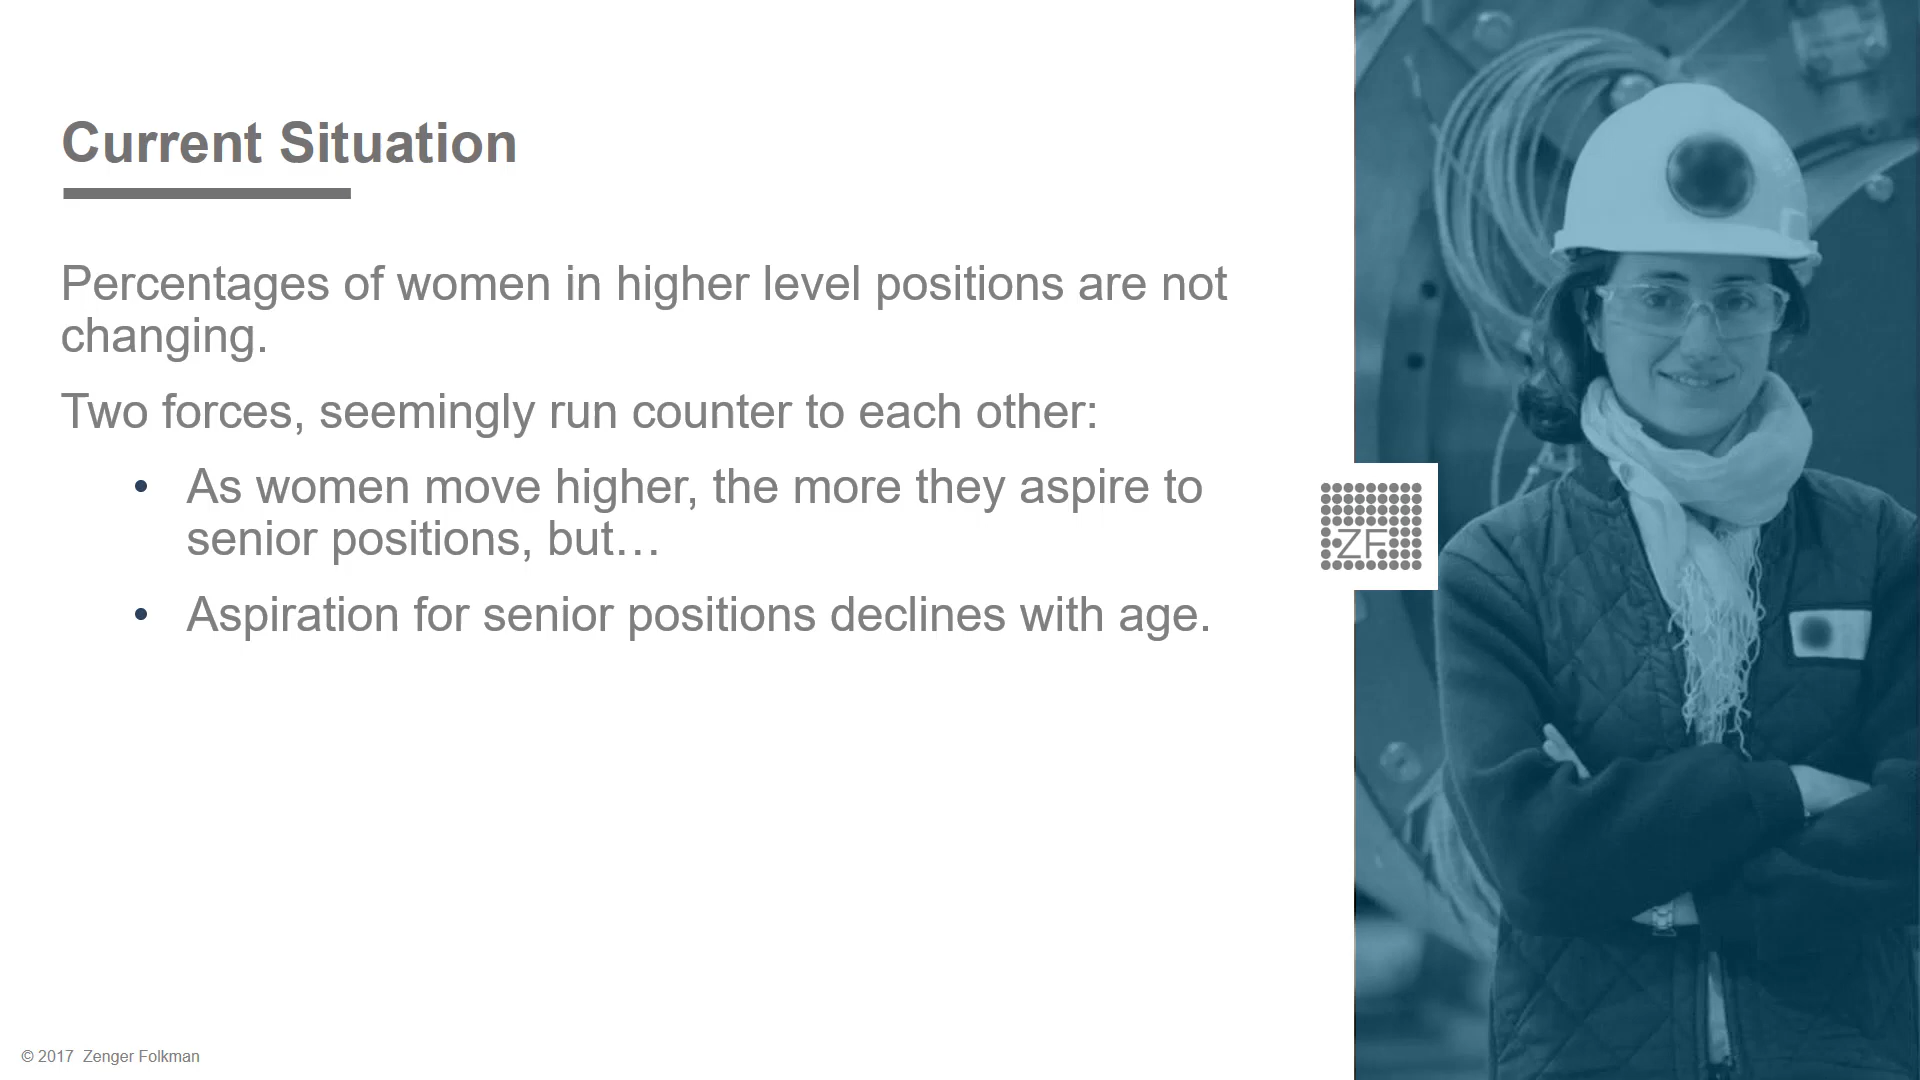 Current Situation
Percentages of women in higher level positions are not
changing.
Two forces, seemingly run counter to each other:
• As women move higher, the more they aspire to
senior positions, but…
• Aspiration for senior positions declines with age.
ZF
© 2017 Zenger Folkman